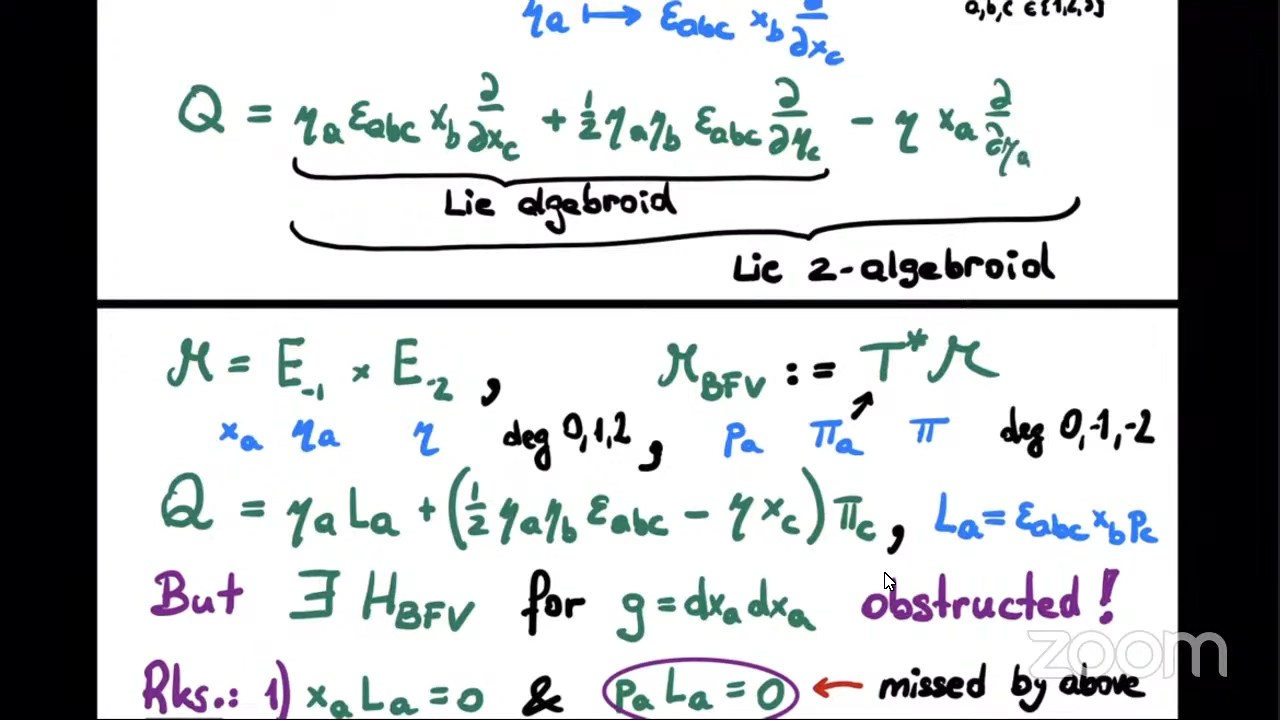 ηₐ ⟼ εabc xb ∂/∂xc a,b,c ∈{1,2,3}
Q = ηa εabc xb ∂/∂xc + ½ ηa ηb εabc ∂/∂ηc − η xa ∂/∂ηa
Lie algebroid
Lie 2-algebroid
M = E₋₁ × E₋₂ , M_BFV := T*M
xa ηa η deg 0,1,2 , pa πa π deg 0,-1,-2
Q = ηa La + (½ ηa ηb εabc − η xc) πc , La = εabc xb pc
But ∃ H_BFV for g = dxa dxa obstructed!
zoom
Rks.: 1) xa La = 0 & pa La = 0 ← missed by above